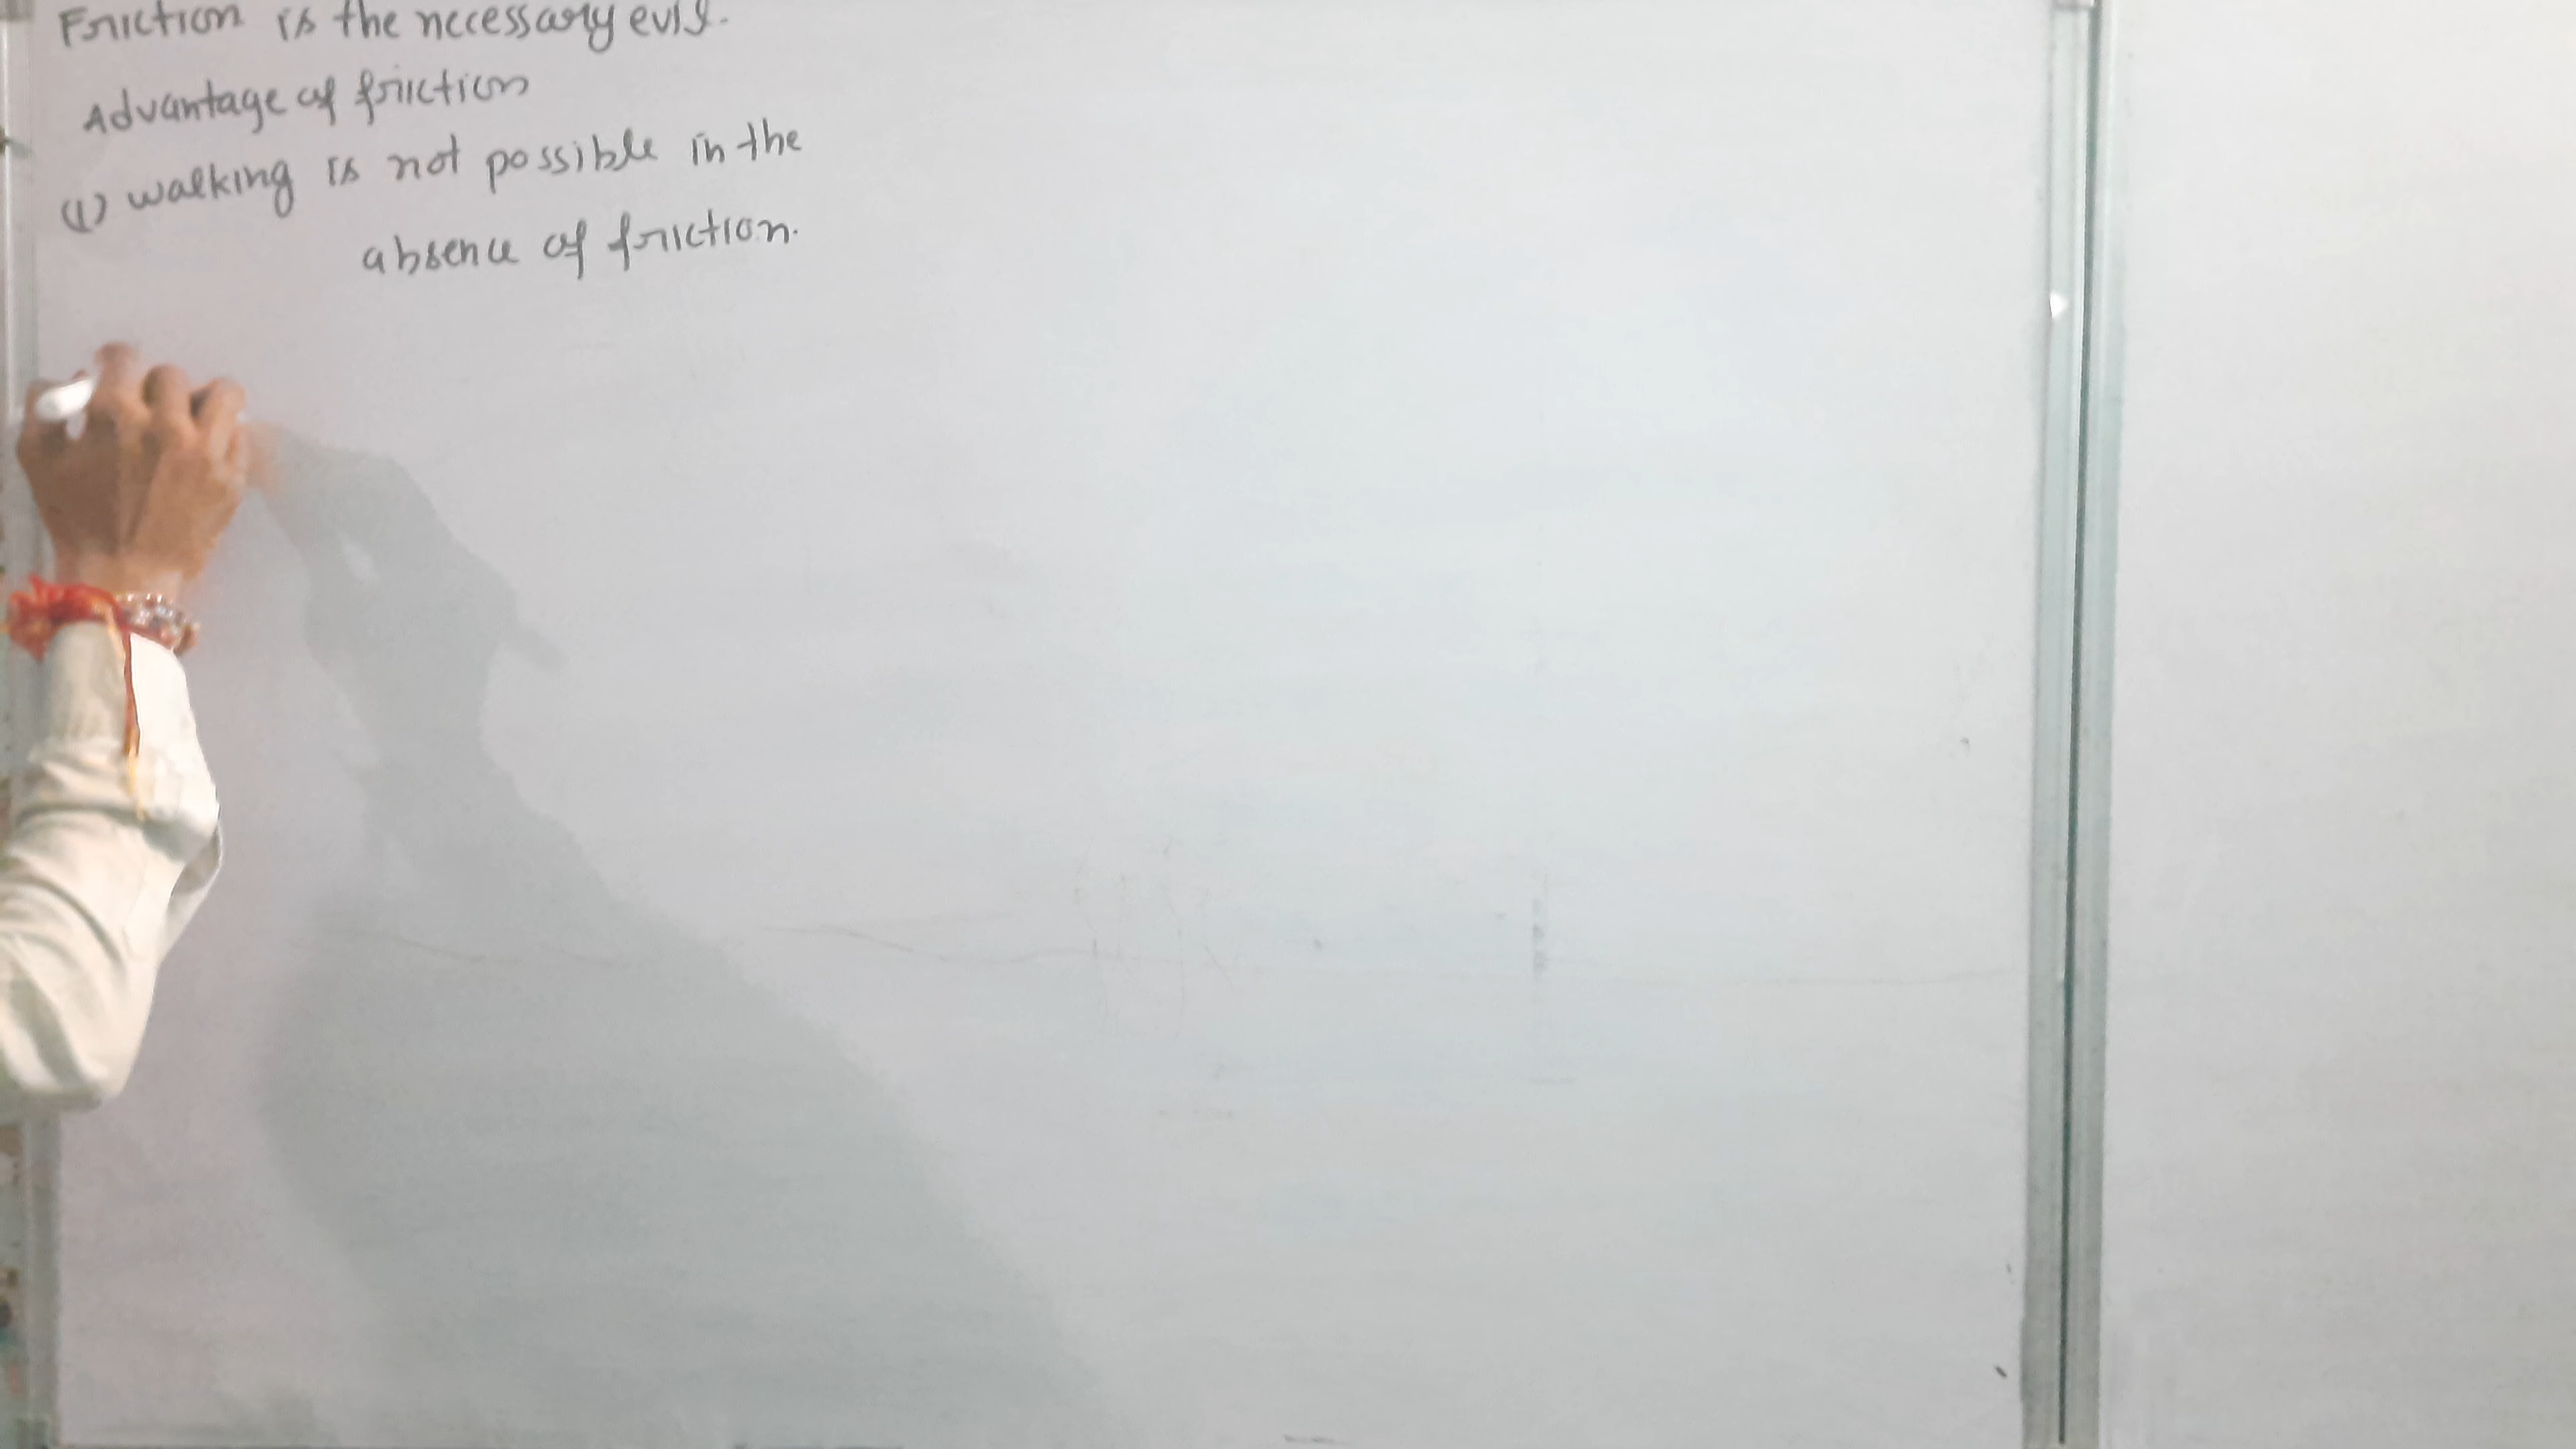 Friction is the necessary evil.
Advantage of friction
(1) walking is not possible in the
absence of friction.